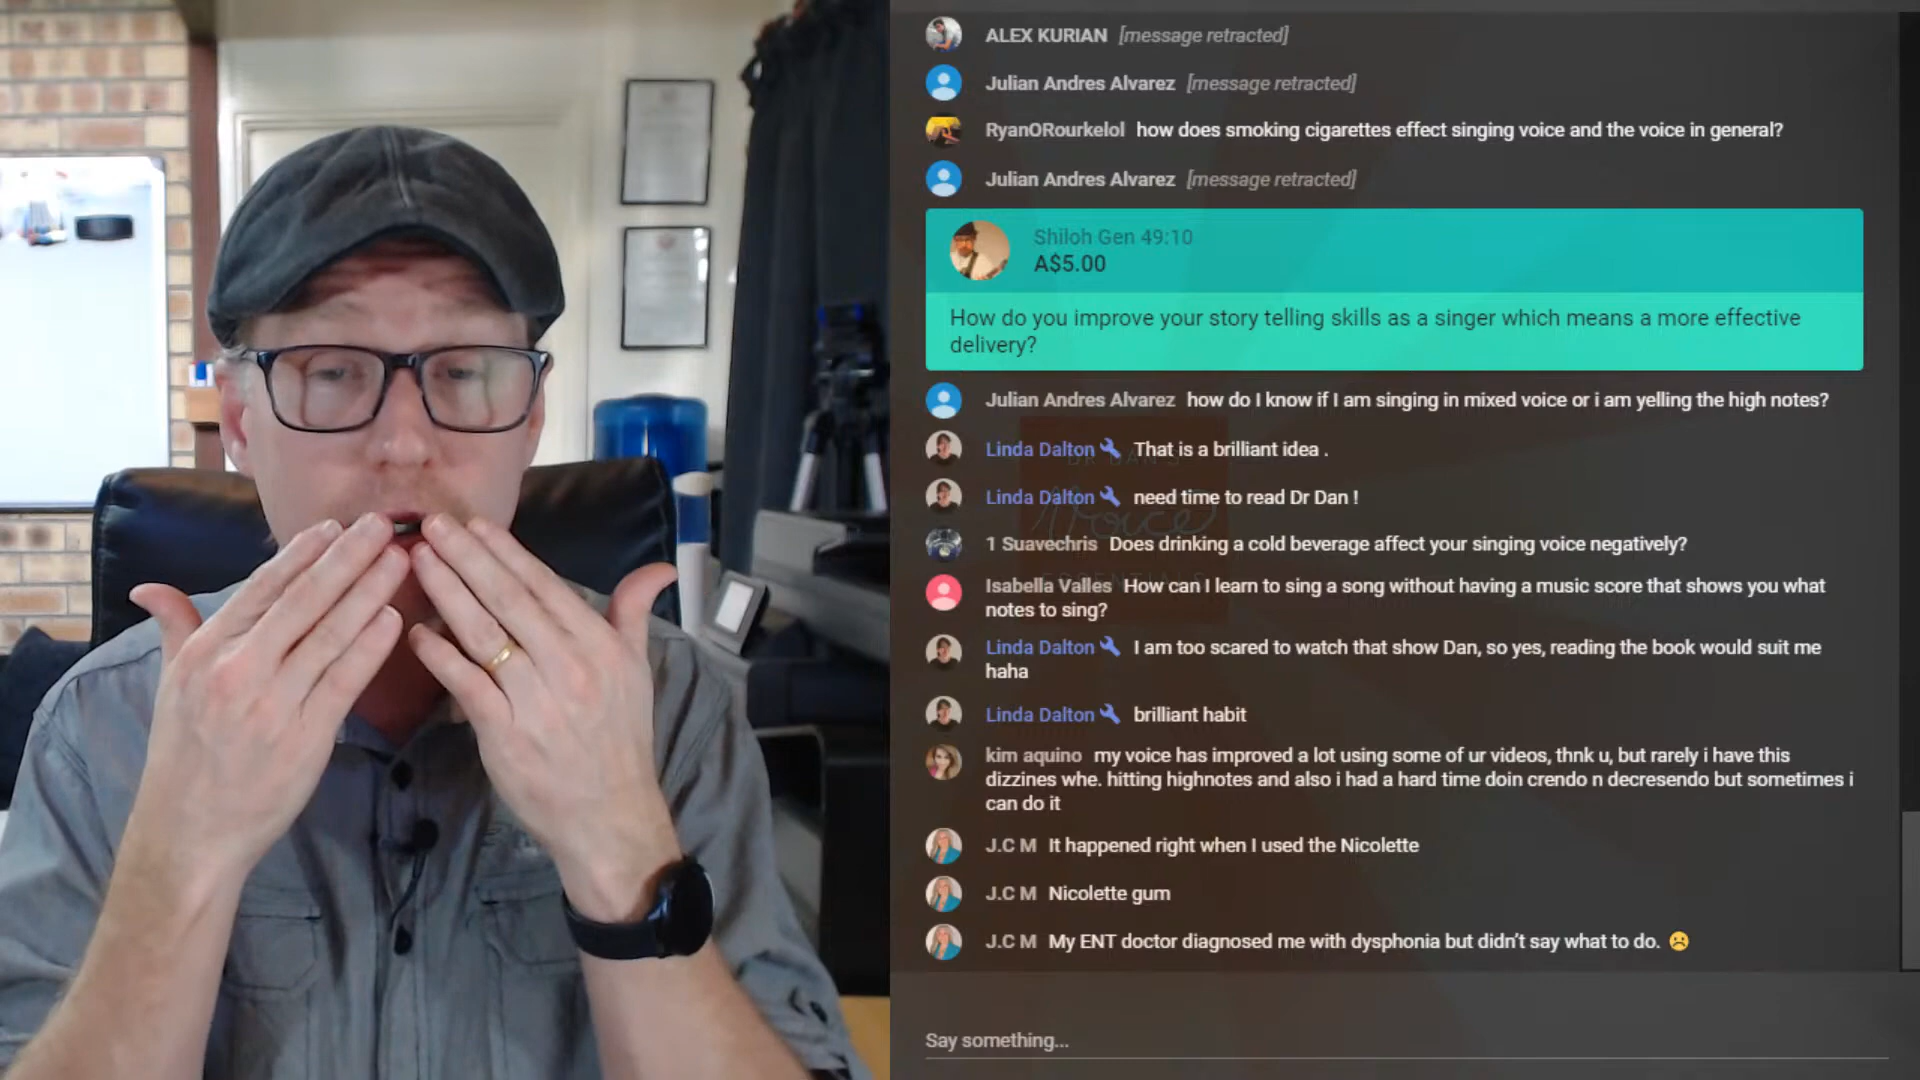 ALEX KURIAN [message retracted]
Julian Andres Alvarez [message retracted]
RyanORourkelol how does smoking cigarettes effect singing voice and the voice in general?
Julian Andres Alvarez [message retracted]
Shiloh Gen 49:10
A$5.00
How do you improve your story telling skills as a singer which means a more effective
delivery?
Julian Andres Alvarez how do I know if I am singing in mixed voice or i am yelling the high notes?
Linda Dalton That is a brilliant idea .
Linda Dalton need time to read Dr Dan !
1 Suavechris Does drinking a cold beverage affect your singing voice negatively?
Isabella Valles How can I learn to sing a song without having a music score that shows you what
notes to sing?
Linda Dalton I am too scared to watch that show Dan, so yes, reading the book would suit me
haha
Linda Dalton brilliant habit
kim aquino my voice has improved a lot using some of ur videos, thnk u, but rarely i have this
dizzines whe. hitting highnotes and also i had a hard time doin crendo n decresendo but sometimes i
can do it
J.C M It happened right when I used the Nicolette
J.C M Nicolette gum
J.C M My ENT doctor diagnosed me with dysphonia but didn't say what to do. ☹️
Say something...